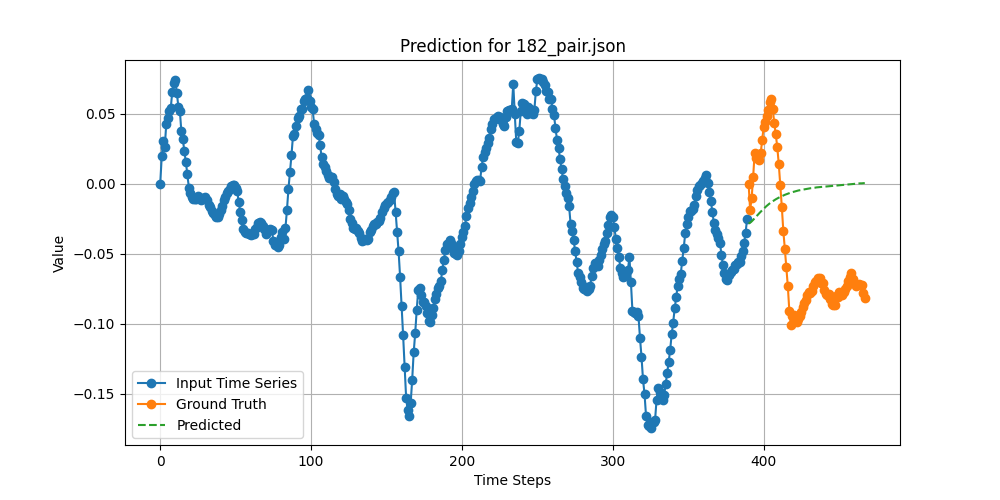 Prediction for 182_pair.json
0.05
0.00
−0.05
−0.10
−0.15
Value
0
100
200
300
400
Time Steps
Input Time Series
Ground Truth
Predicted